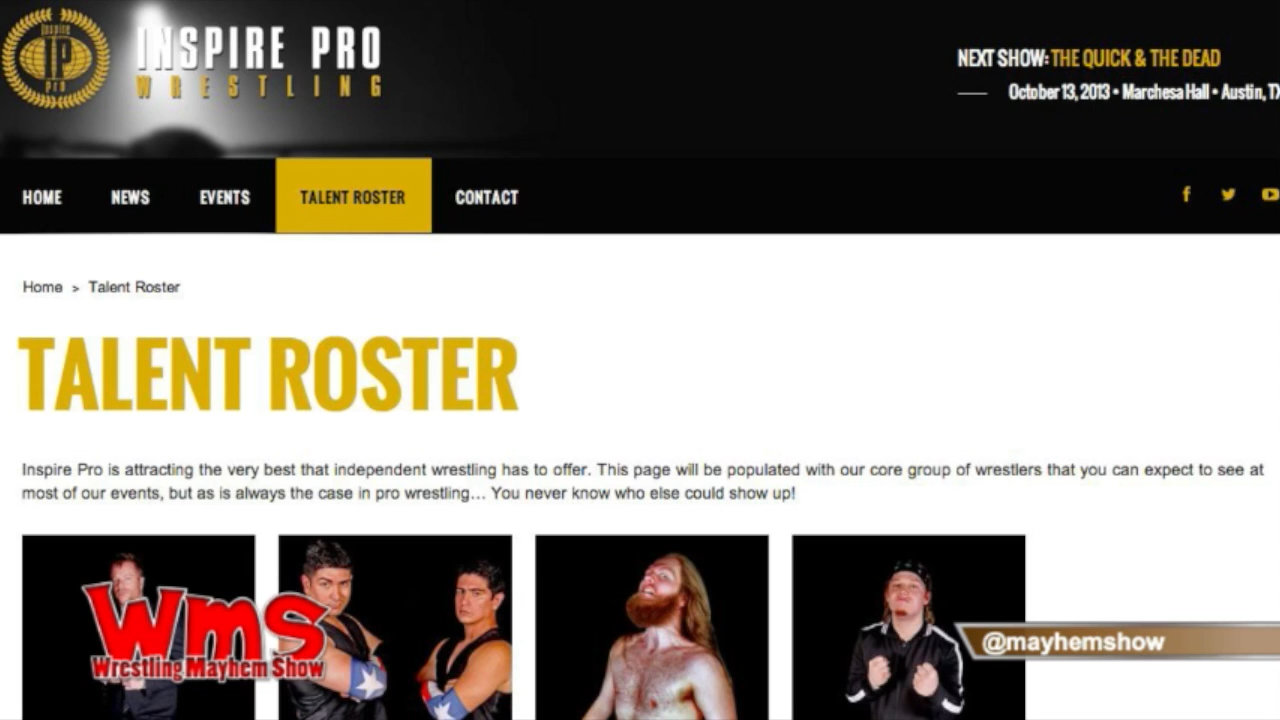 Inspire
IP
pro
INSPIRE PRO
WRESTLING
NEXT SHOW: THE QUICK & THE DEAD
October 13, 2013 • Marchesa Hall • Austin, TX
HOME
NEWS
EVENTS
TALENT ROSTER
CONTACT
Home > Talent Roster
TALENT ROSTER
Inspire Pro is attracting the very best that independent wrestling has to offer. This page will be populated with our core group of wrestlers that you can expect to see at
most of our events, but as is always the case in pro wrestling… You never know who else could show up!
Wms
Wrestling Mayhem Show
@mayhemshow